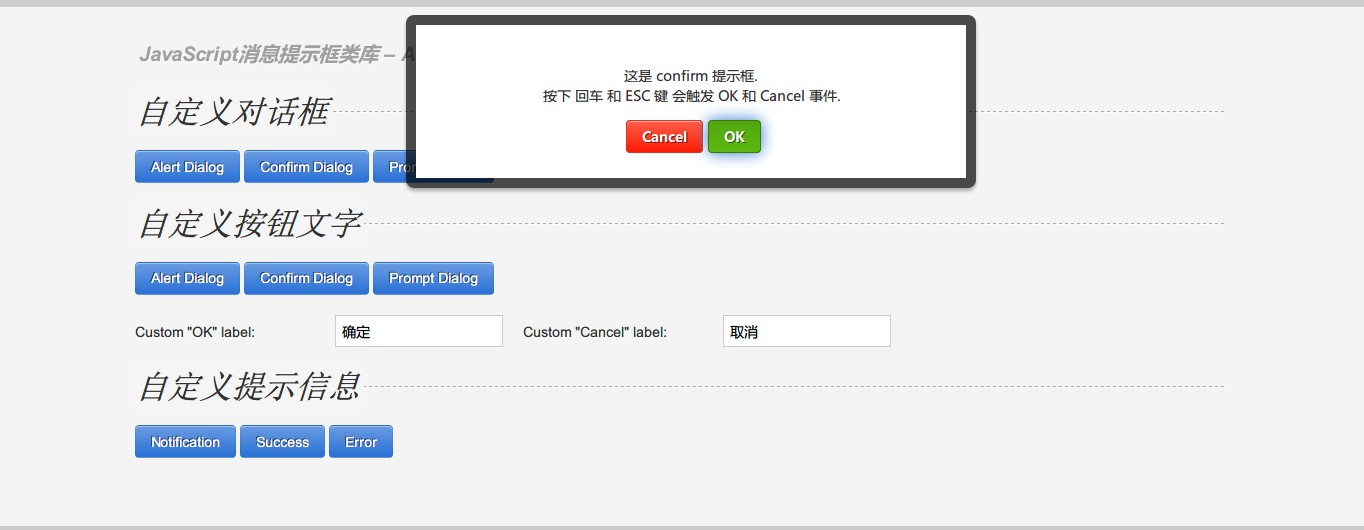 JavaScript消息提示框类库 – A
这是 confirm 提示框.
按下 回车 和 ESC 键 会触发 OK 和 Cancel 事件.
Cancel OK
自定义对话框
Alert Dialog Confirm Dialog Pro
自定义按钮文字
Alert Dialog Confirm Dialog Prompt Dialog
Custom "OK" label: 确定 Custom "Cancel" label: 取消
自定义提示信息
Notification Success Error